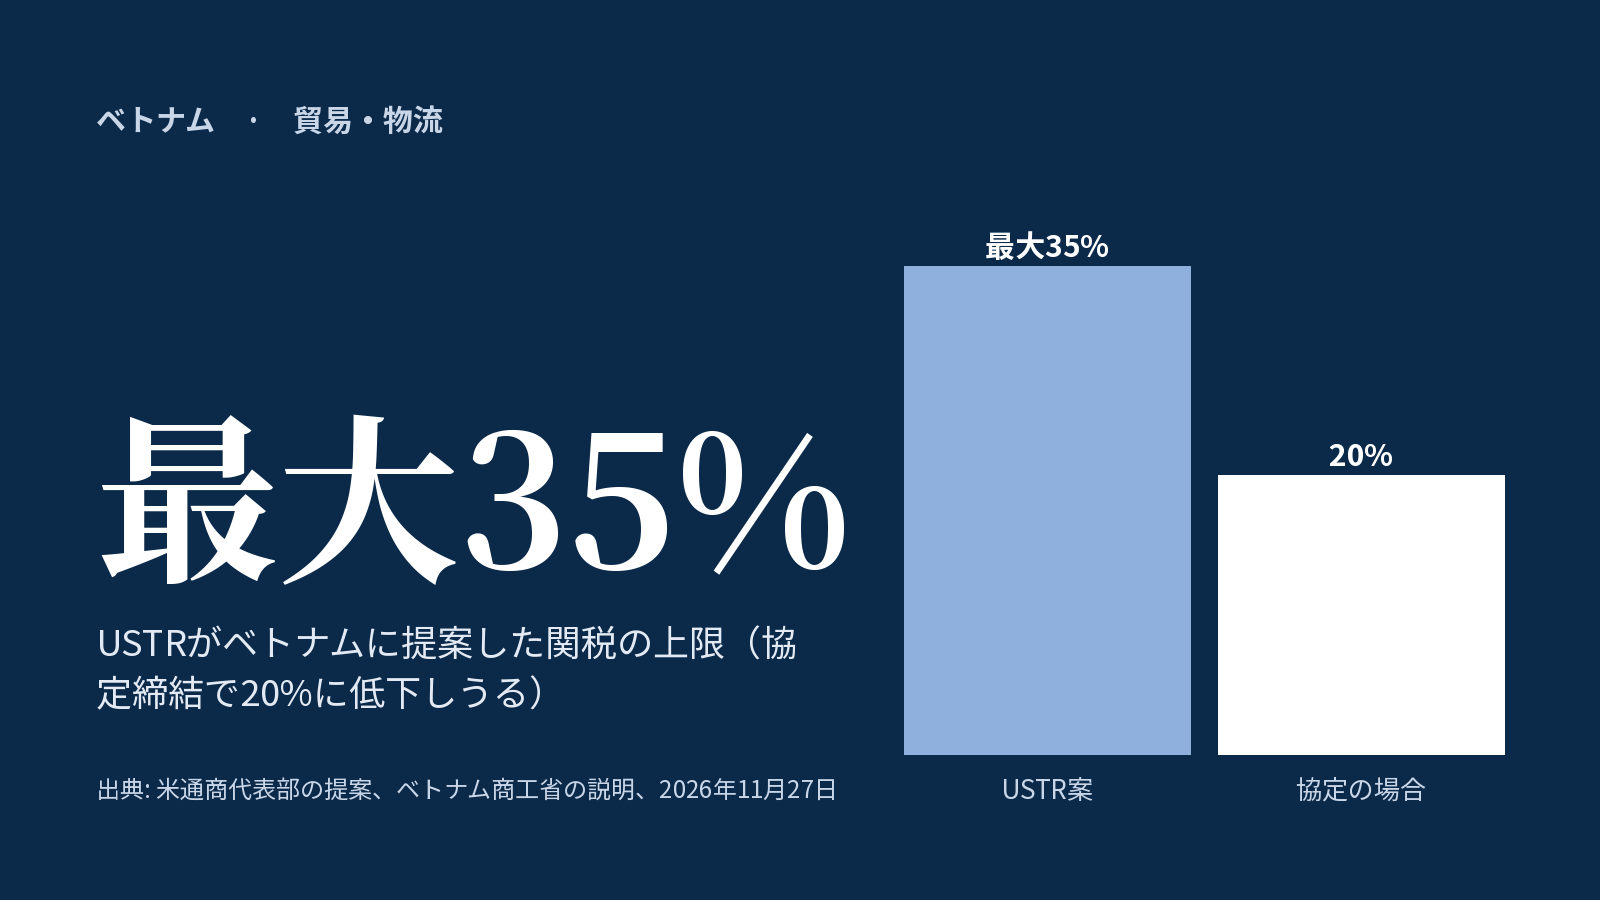 ベトナム · 貿易・物流
最大35%
USTRがベトナムに提案した関税の上限（協
定締結で20%に低下しうる）
出典: 米通商代表部の提案、ベトナム商工省の説明、2026年11月27日
最大35%
20%
USTR案
協定の場合